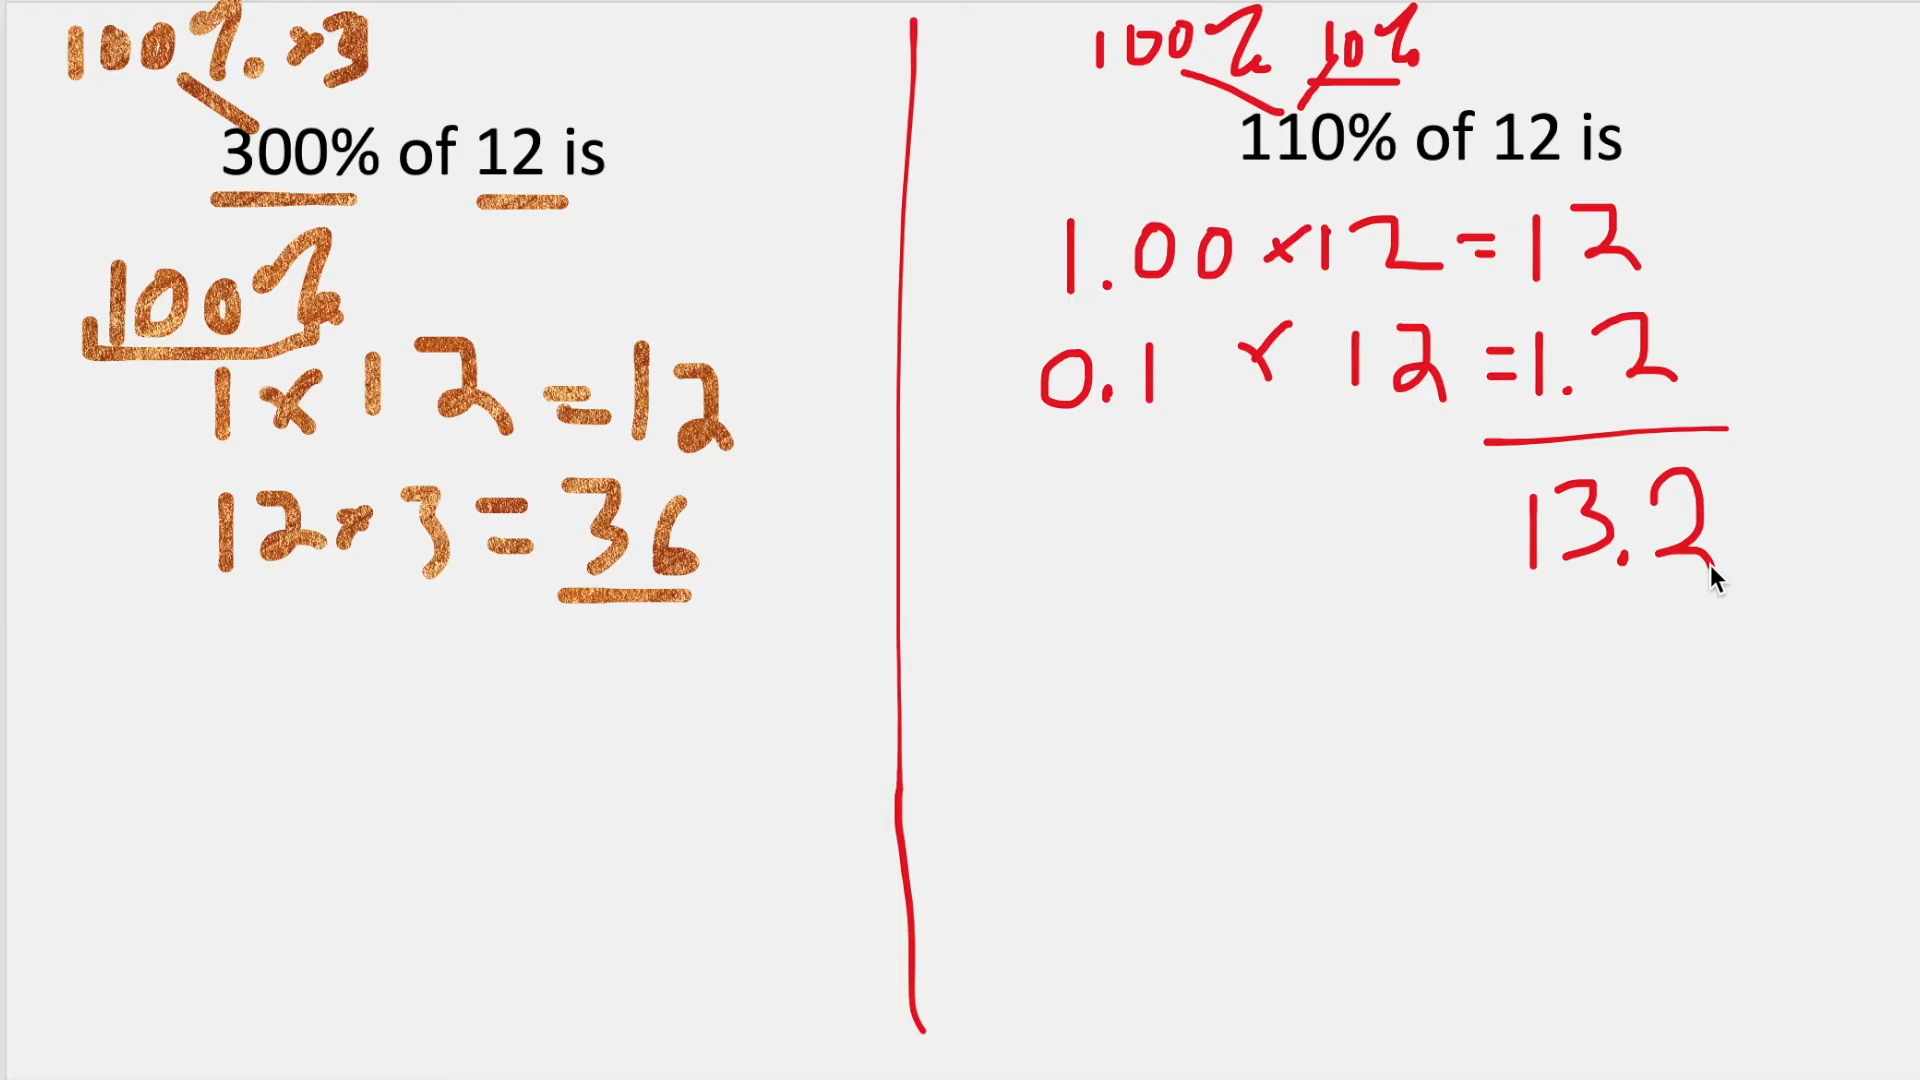 100% ×3
300% of 12 is
100%
1 × 12 = 12
12 × 3 = 36
100% 10%
110% of 12 is
1.00 × 12 = 12
0.1 × 12 = 1.2
13.2